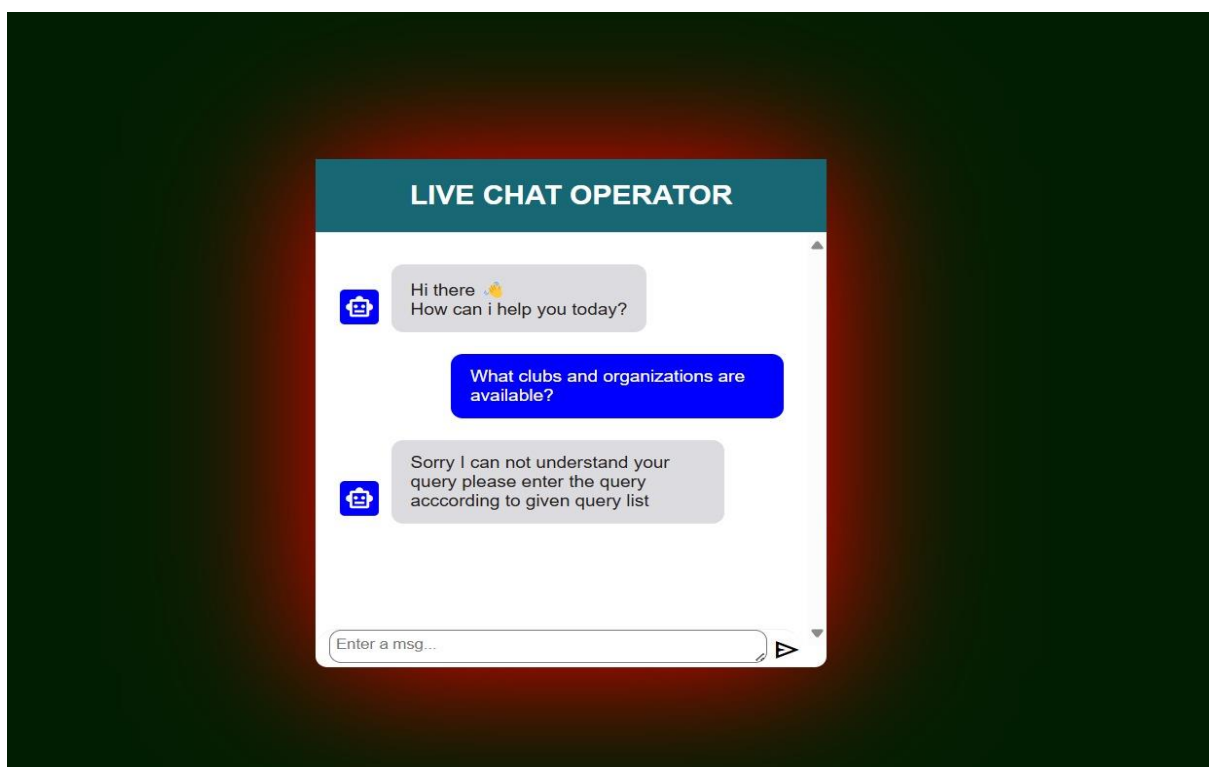 LIVE CHAT OPERATOR
Hi there 👋
How can i help you today?
What clubs and organizations are
available?
Sorry I can not understand your
query please enter the query
acccording to given query list
Enter a msg...